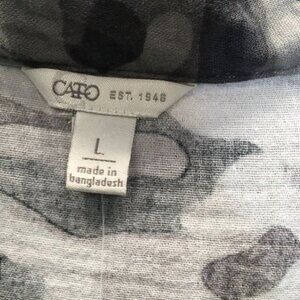 CATO EST. 1946
L
made in
bangladesh